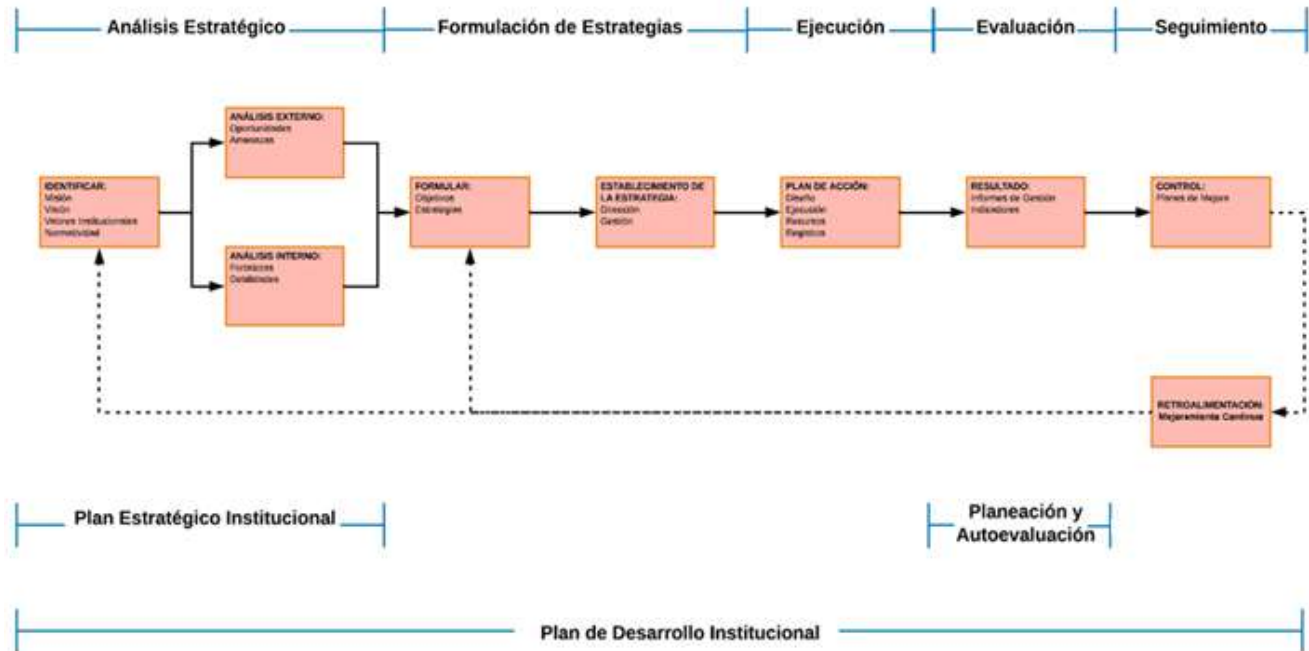 Análisis Estratégico
Formulación de Estrategias
Ejecución
Evaluación
Seguimiento
ANÁLISIS EXTERNO:
Oportunidades
Amenazas
IDENTIFICAR:
Misión
Visión
Valores Institucionales
Normatividad
ANÁLISIS INTERNO:
Fortalezas
Debilidades
FORMULAR:
Objetivos
Estrategias
ESTABLECIMIENTO DE
LA ESTRATEGIA:
Dirección
Gestión
PLAN DE ACCIÓN:
Diseño
Ejecución
Recursos
Registros
RESULTADO:
Informes de Gestión
Indicadores
CONTROL:
Planes de Mejora
RETROALIMENTACIÓN:
Mejoramiento Continuo
Plan Estratégico Institucional
Planeación y
Autoevaluación
Plan de Desarrollo Institucional